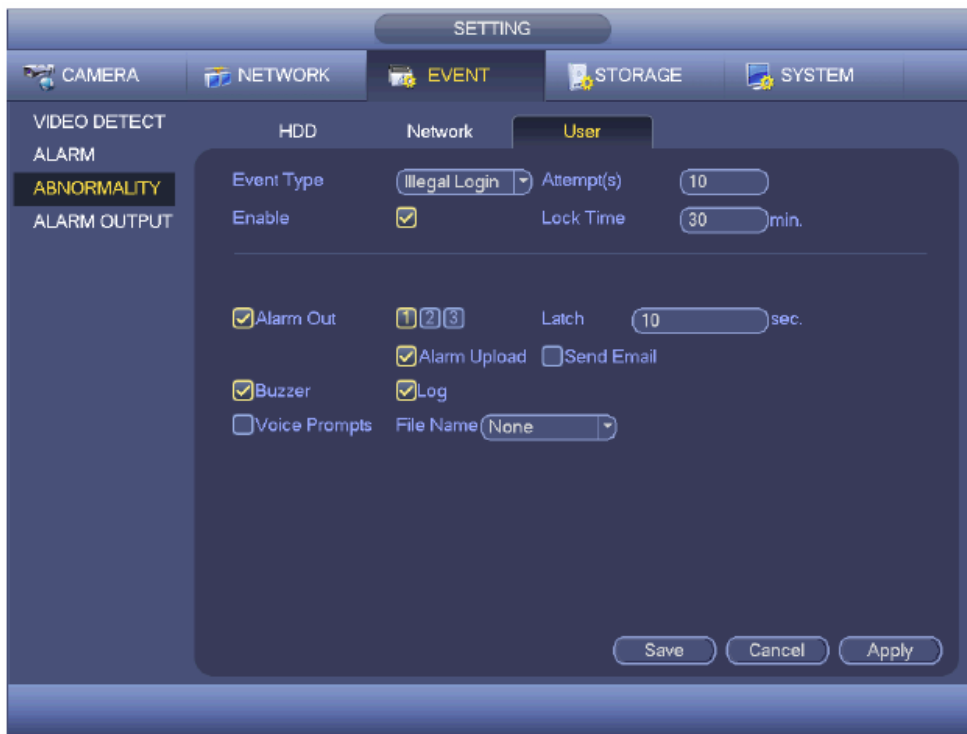 SETTING
CAMERA NETWORK EVENT STORAGE SYSTEM
VIDEO DETECT
ALARM
ABNORMALITY
ALARM OUTPUT
HDD Network User
Event Type Illegal Login Attempt(s) 10
Enable Lock Time 30 min.
Alarm Out 1 2 3 Latch 10 sec.
Alarm Upload Send Email
Buzzer Log
Voice Prompts File Name None
Save Cancel Apply